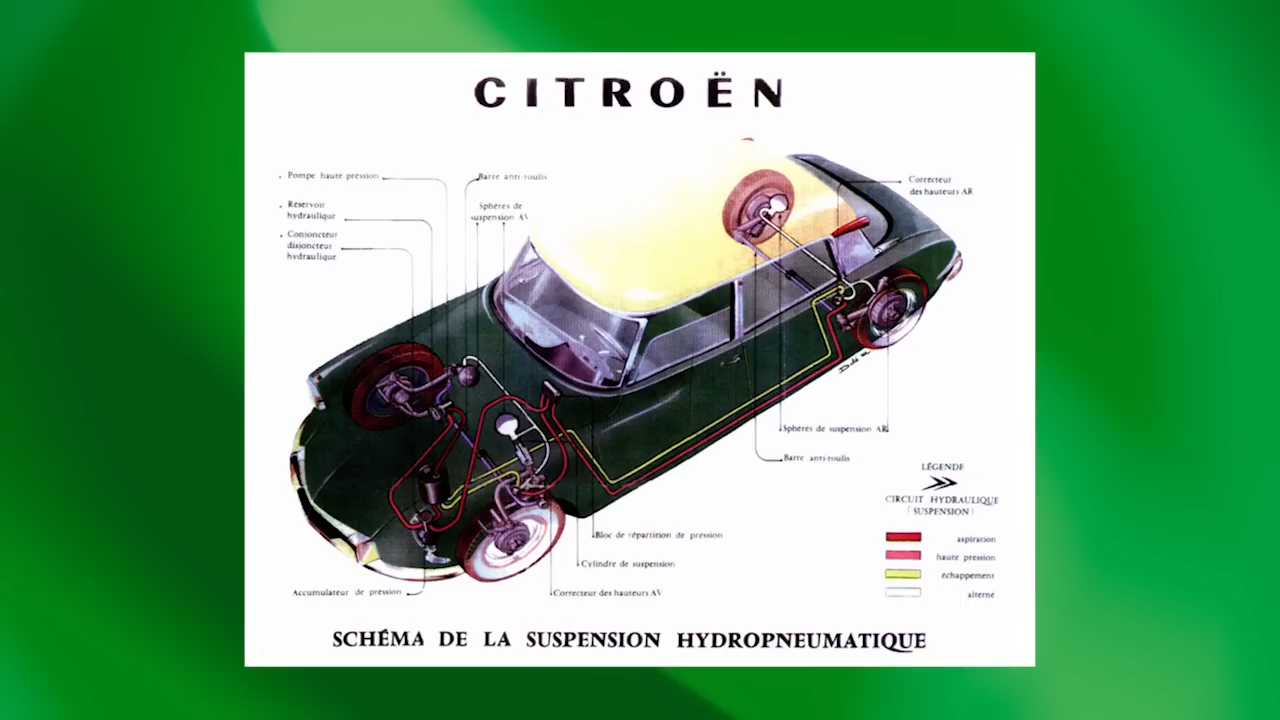 CITROËN
Pompe haute pression
Réservoir
hydraulique
Conjoncteur
disjoncteur
hydraulique
Barre anti-roulis
Sphères de
suspension AV
Correcteur
des hauteurs AR
Sphères de suspension AR
Barre anti-roulis
LÉGENDE
CIRCUIT HYDRAULIQUE
(SUSPENSION)
aspiration
haute pression
échappement
alterné
Bloc de répartition de pression
Cylindre de suspension
Accumulateur de pression
Correcteur des hauteurs AV
SCHÉMA DE LA SUSPENSION HYDROPNEUMATIQUE